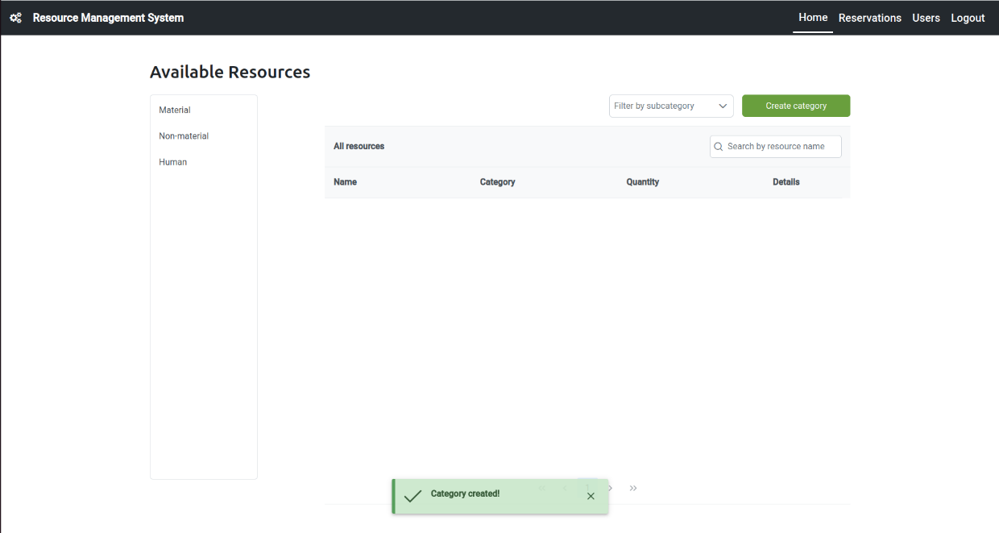 Resource Management System
Home Reservations Users Logout
Available Resources
Material
Non-material
Human
Filter by subcategory
Create category
All resources
Search by resource name
Name Category Quantity Details
Category created!